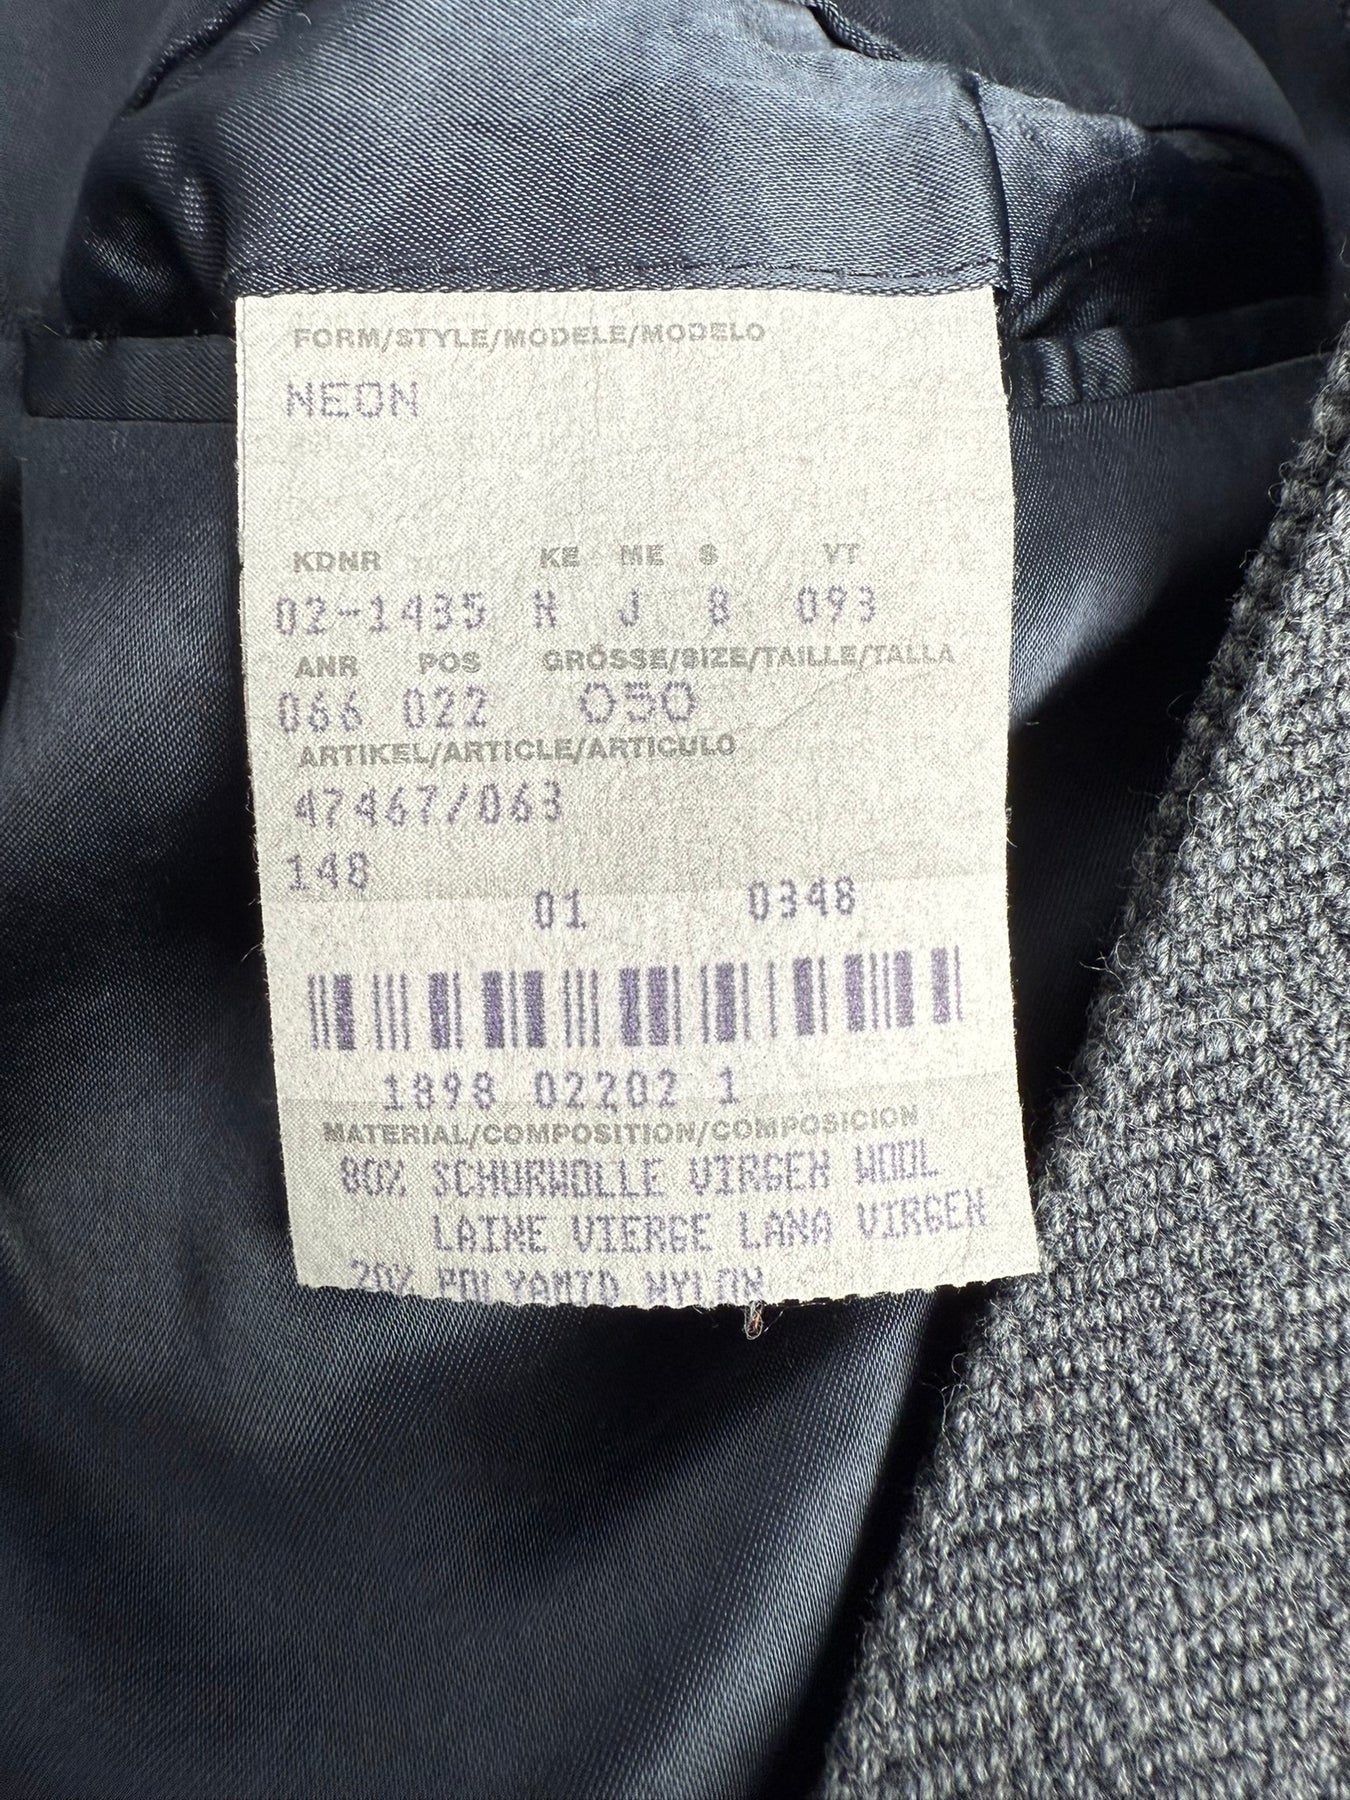 FORM/STYLE/MODELE/MODELO
NEON
KDNR KE ME S VT
02-1435 H J 8 093
ANR POS GRÖSSE/SIZE/TAILLE/TALLA
066 022 050
ARTIKEL/ARTICLE/ARTICULO
47467/063
148
01 0348
1898 02202 1
MATERIAL/COMPOSITION/COMPOSICION
80% SCHURWOLLE VIRGEN WOOL
LAINE VIERGE LANA VIRGEN
20% POLYAMID NYLON